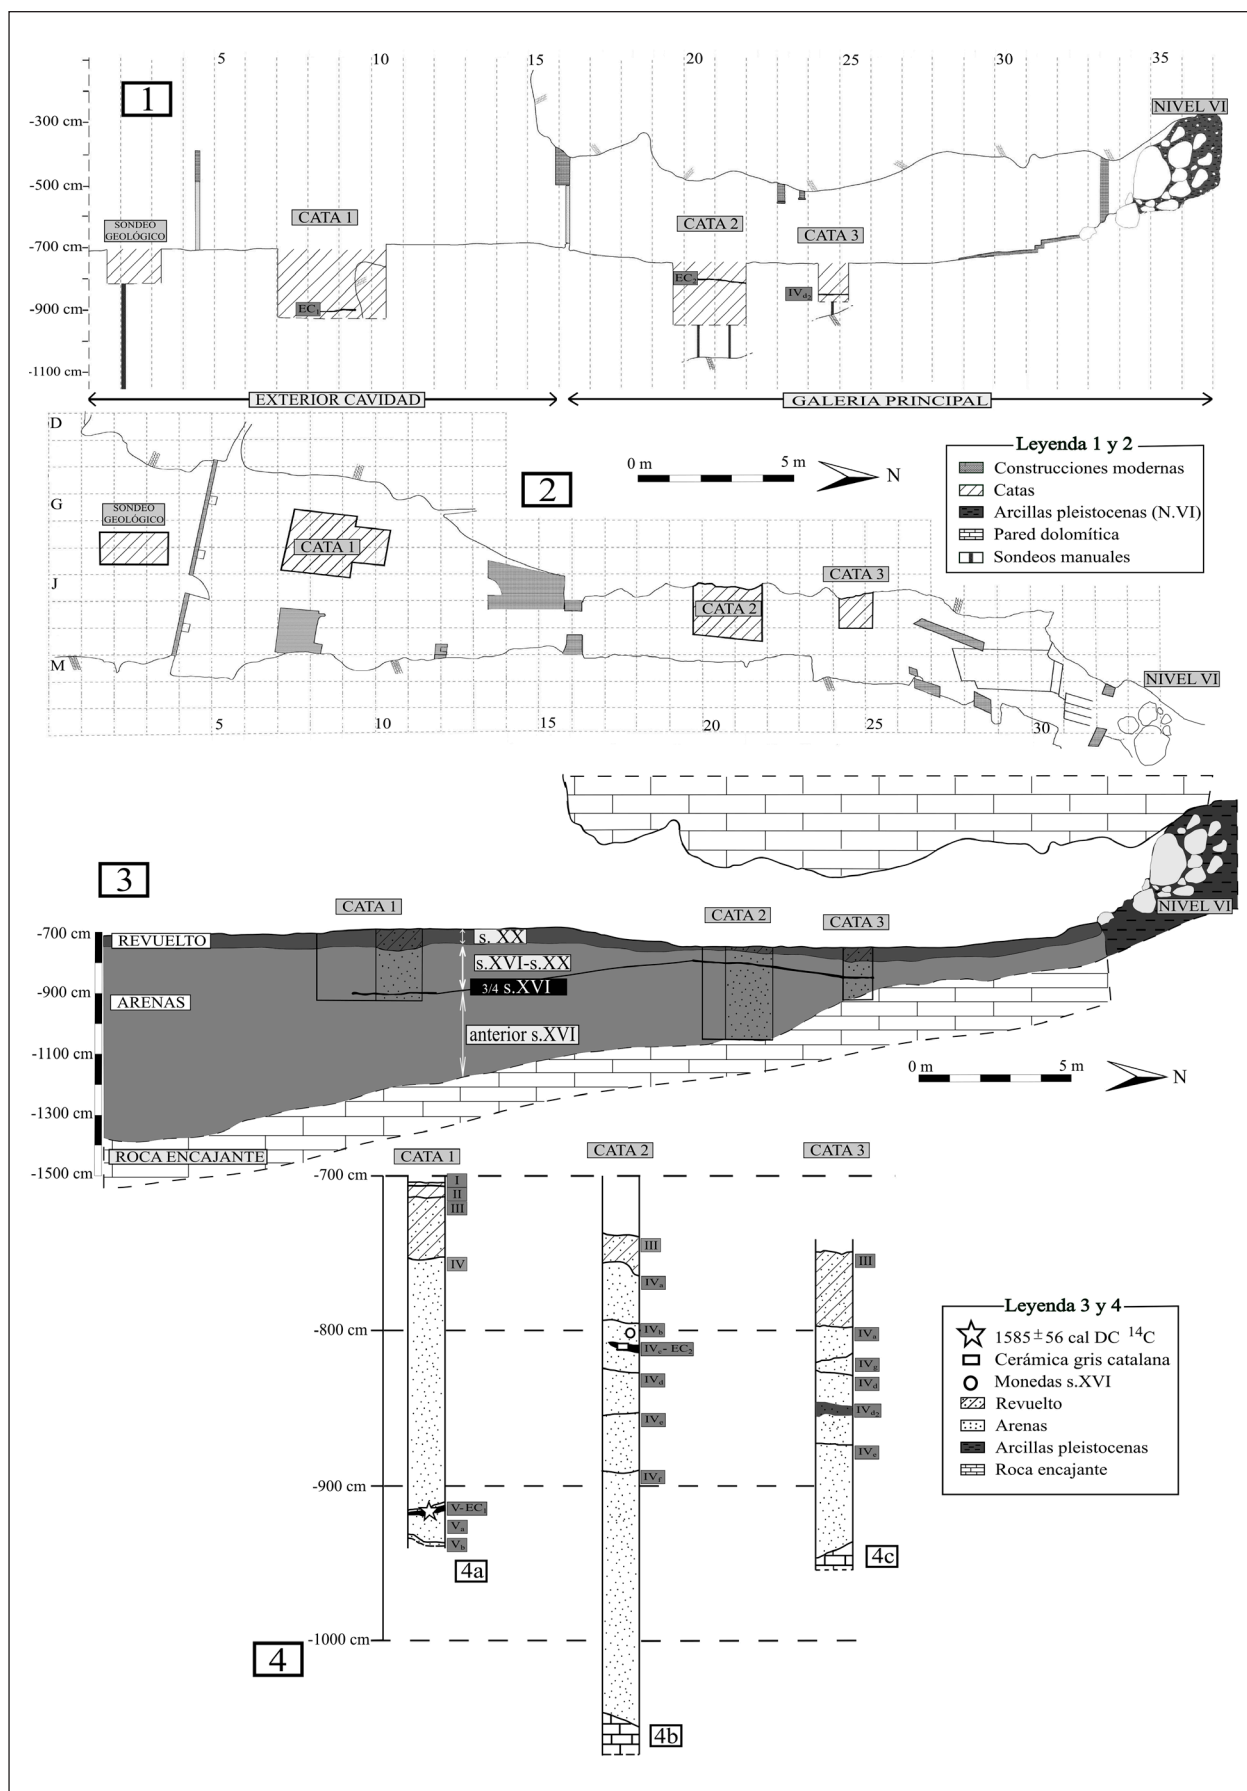 5
10
15
20
25
30
35
1
-300 cm
-500 cm
-700 cm
-900 cm
-1100 cm
NIVEL VI
SONDEO
GEOLÓGICO
CATA 1
CATA 2
CATA 3
EC1
EC2
IVd2
EXTERIOR CAVIDAD
GALERIA PRINCIPAL
D
G
J
M
SONDEO
GEOLÓGICO
CATA 1
CATA 2
CATA 3
NIVEL VI
2
0 m
5 m
N
5
10
15
20
25
30
Leyenda 1 y 2
Construcciones modernas
Catas
Arcillas pleistocenas (N.VI)
Pared dolomítica
Sondeos manuales
3
CATA 1
CATA 2
CATA 3
NIVEL VI
-700 cm
-900 cm
-1100 cm
-1300 cm
-1500 cm
REVUELTO
ARENAS
ROCA ENCAJANTE
s. XX
s.XVI-s.XX
3/4 s.XVI
anterior s.XVI
0 m
5 m
N
CATA 1
CATA 2
CATA 3
-700 cm
-800 cm
-900 cm
-1000 cm
I
II
III
IV
V-EC1
Va
Vb
4a
III
IVa
IVb
IVc- EC2
IVd
IVe
IVf
4b
III
IVa
IVg
IVd
IVd2
IVe
4c
4
Leyenda 3 y 4
1585±56 cal DC 14C
Cerámica gris catalana
Monedas s.XVI
Revuelto
Arenas
Arcillas pleistocenas
Roca encajante